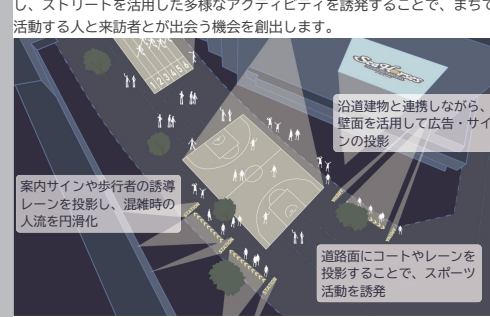 し、ストリートを活用した多様なアクティビティを誘発することで、まちで
活動する人と来訪者とが出会う機会を創出します。
沿道建物と連携しながら、
壁面を活用して広告・サイ
ンの投影
案内サインや歩行者の誘導
レーンを投影し、混雑時の
人流を円滑化
道路面にコートやレーンを
投影することで、スポーツ
活動を誘発